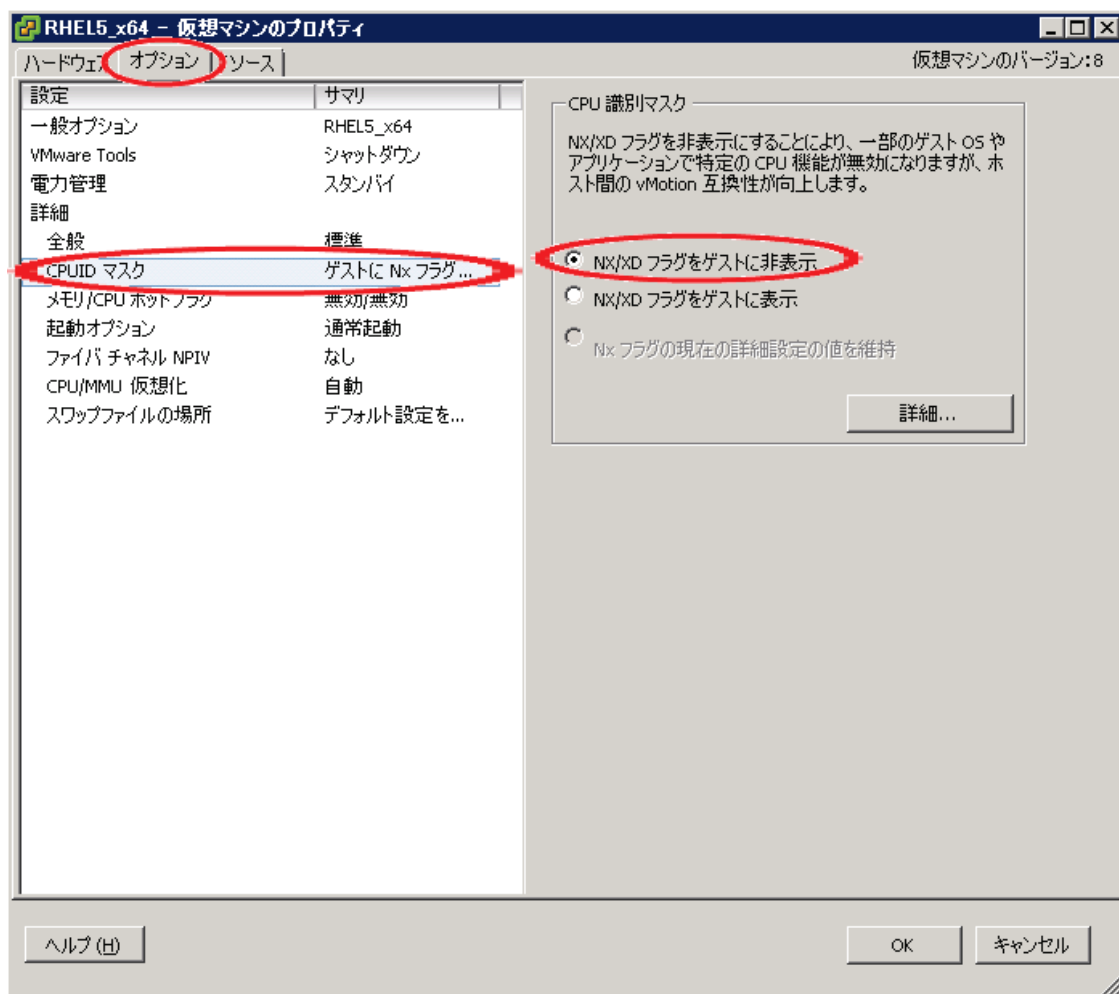 RHEL5_x64 - 仮想マシンのプロパティ
ハードウェア オプション リソース 仮想マシンのバージョン:8
設定 サマリ
一般オプション RHEL5_x64
VMware Tools シャットダウン
電力管理 スタンバイ
詳細
全般 標準
CPUID マスク ゲストに Nx フラグ...
メモリ/CPU ホットプラグ 無効/無効
起動オプション 通常起動
ファイバ チャネル NPIV なし
CPU/MMU 仮想化 自動
スワップファイルの場所 デフォルト設定を...
CPU 識別マスク
NX/XD フラグを非表示にすることにより、一部のゲスト OS や
アプリケーションで特定の CPU 機能が無効になりますが、ホ
スト間の vMotion 互換性が向上します。
NX/XD フラグをゲストに非表示
NX/XD フラグをゲストに表示
Nx フラグの現在の詳細設定の値を維持
詳細...
ヘルプ(H) OK キャンセル